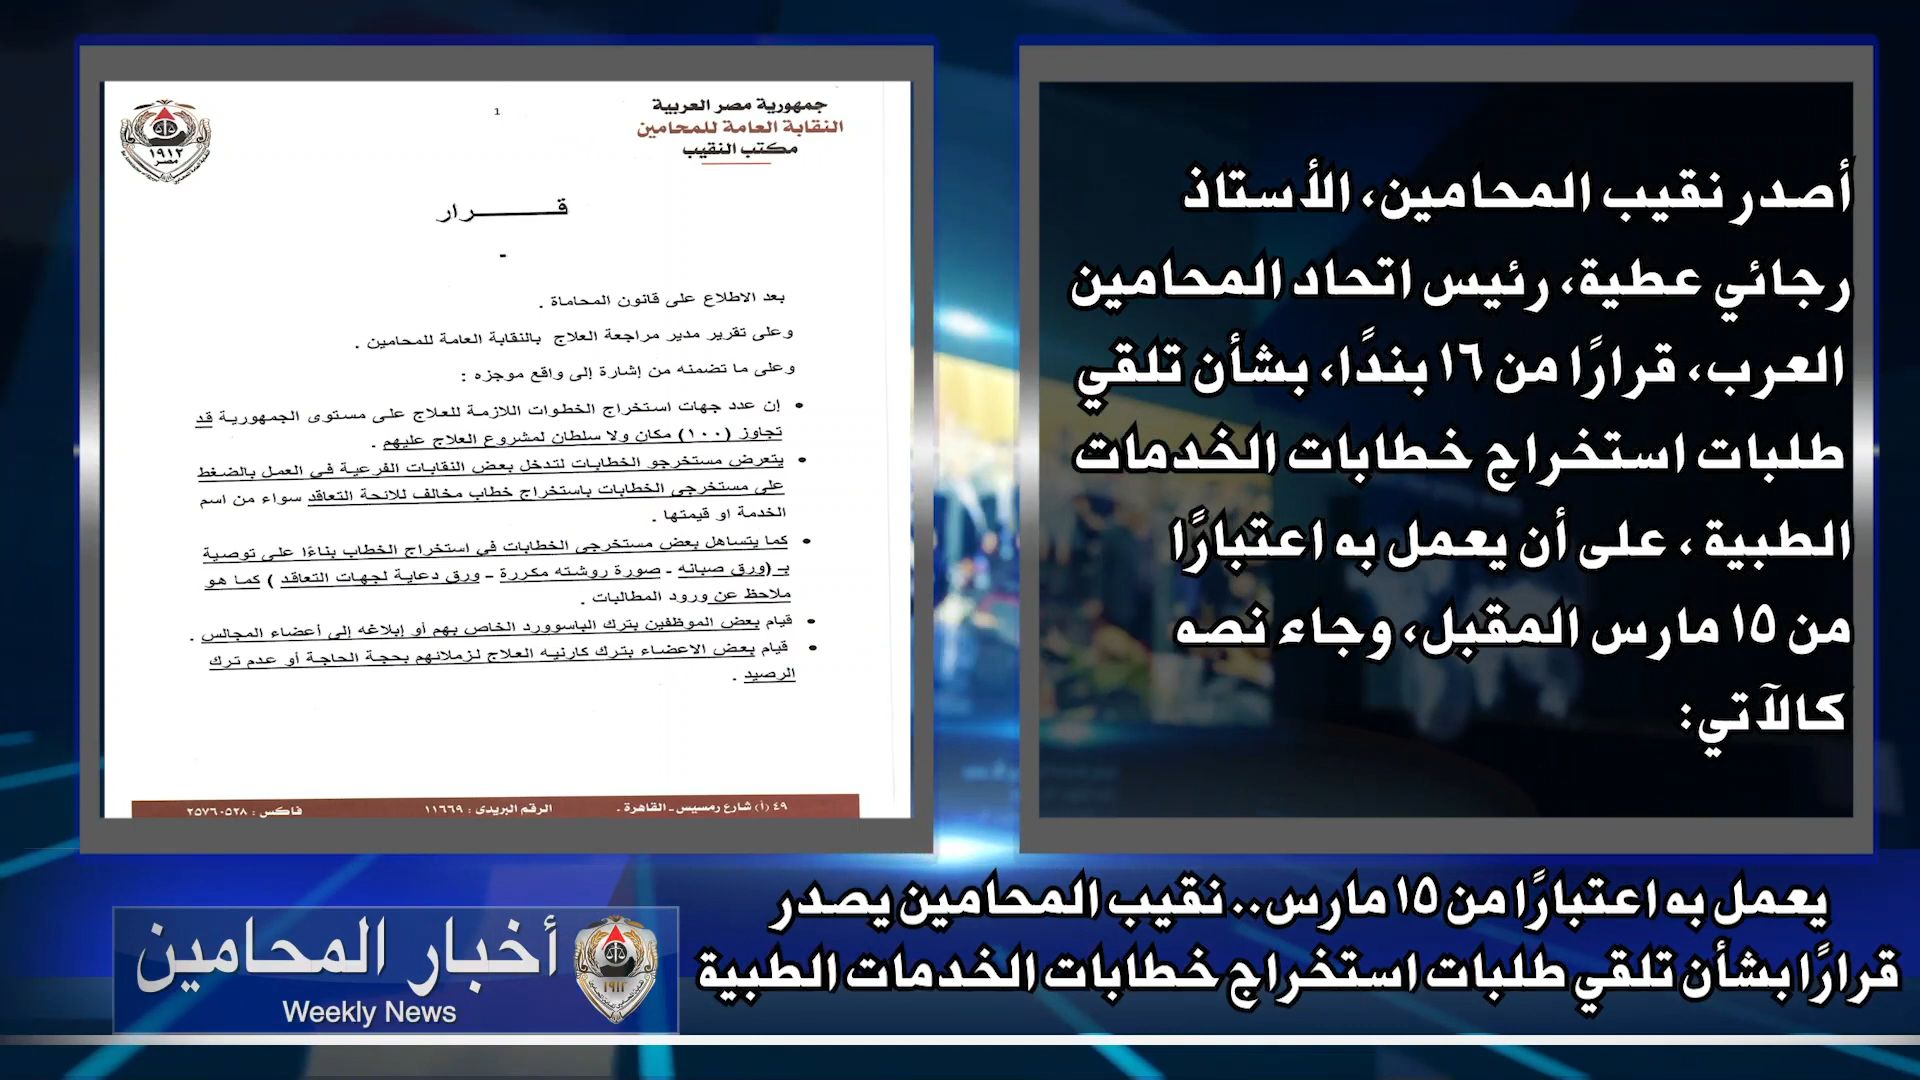 جمهورية مصر العربية
النقابة العامة للمحامين
مكتب النقيب
1
١٩١٢
مصر
قـــــــــرار
-
بعد الاطلاع على قانون المحاماة .
وعلى تقرير مدير مراجعة العلاج بالنقابة العامة للمحامين .
وعلى ما تضمنه من إشارة إلى واقع موجزه :
• إن عدد جهات استخراج الخطوات اللازمة للعلاج على مستوى الجمهورية قد
تجاوز (١٠٠) مكان ولا سلطان لمشروع العلاج عليهم .
• يتعرض مستخرجو الخطابات لتدخل بعض النقابات الفرعية في العمل بالضغط
على مستخرجي الخطابات باستخراج خطاب مخالف للائحة التعاقد سواء من اسم
الخدمة او قيمتها .
• كما يتساهل بعض مستخرجي الخطابات في استخراج الخطاب بناءًا على توصية
بـ (ورق صبانه - صورة روشته مكررة - ورق دعاية لجهات التعاقد ) كما هو
ملاحظ عن ورود المطالبات .
• قيام بعض الموظفين بترك الباسوورد الخاص بهم أو إبلاغه إلى أعضاء المجالس .
• قيام بعض الاعضاء بترك كارنيه العلاج لزملائهم بحجة الحاجة أو عدم ترك
الرصيد .
٤٩ (أ) شارع رمسيس - القاهرة . الرقم البريدى : ١١٦٦٩ فاكس : ٢٥٧٦٠٥٢٨
أصدر نقيب المحامين، الأستاذ
رجائي عطية، رئيس اتحاد المحامين
العرب، قرارًا من ١٦ بندًا، بشأن تلقي
طلبات استخراج خطابات الخدمات
الطبية ، على أن يعمل به اعتبارًا
من ١٥ مارس المقبل، وجاء نصه
كالآتي:
يعمل به اعتبارًا من ١٥ مارس.. نقيب المحامين يصدر
قرارًا بشأن تلقي طلبات استخراج خطابات الخدمات الطبية
أخبار المحامين
Weekly News
١٩١٢